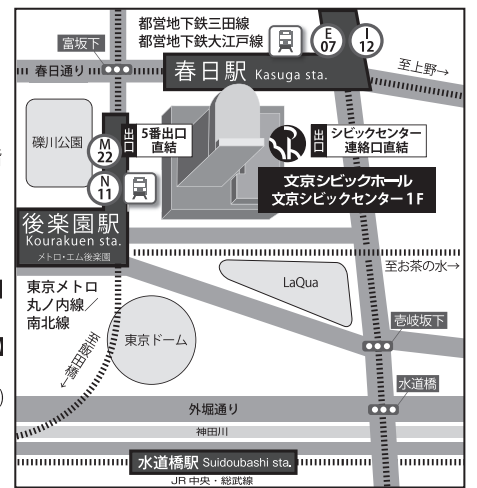 都営地下鉄三田線
都営地下鉄大江戸線
E
07
I
12
富坂下
春日通り
春日駅 Kasuga sta.
至上野→
礫川公園
M
22
出口
5番出口
直結
出口
シビックセンター
連絡口直結
N
11
文京シビックホール
文京シビックセンター1F
後楽園駅
Kourakuen sta.
メトロ・エム後楽園
至お茶の水→
東京メトロ
丸ノ内線／
南北線
LaQua
壱岐坂下
東京ドーム
至飯田橋→
水道橋
外堀通り
神田川
水道橋駅 Suidoubashi sta.
JR中央・総武線